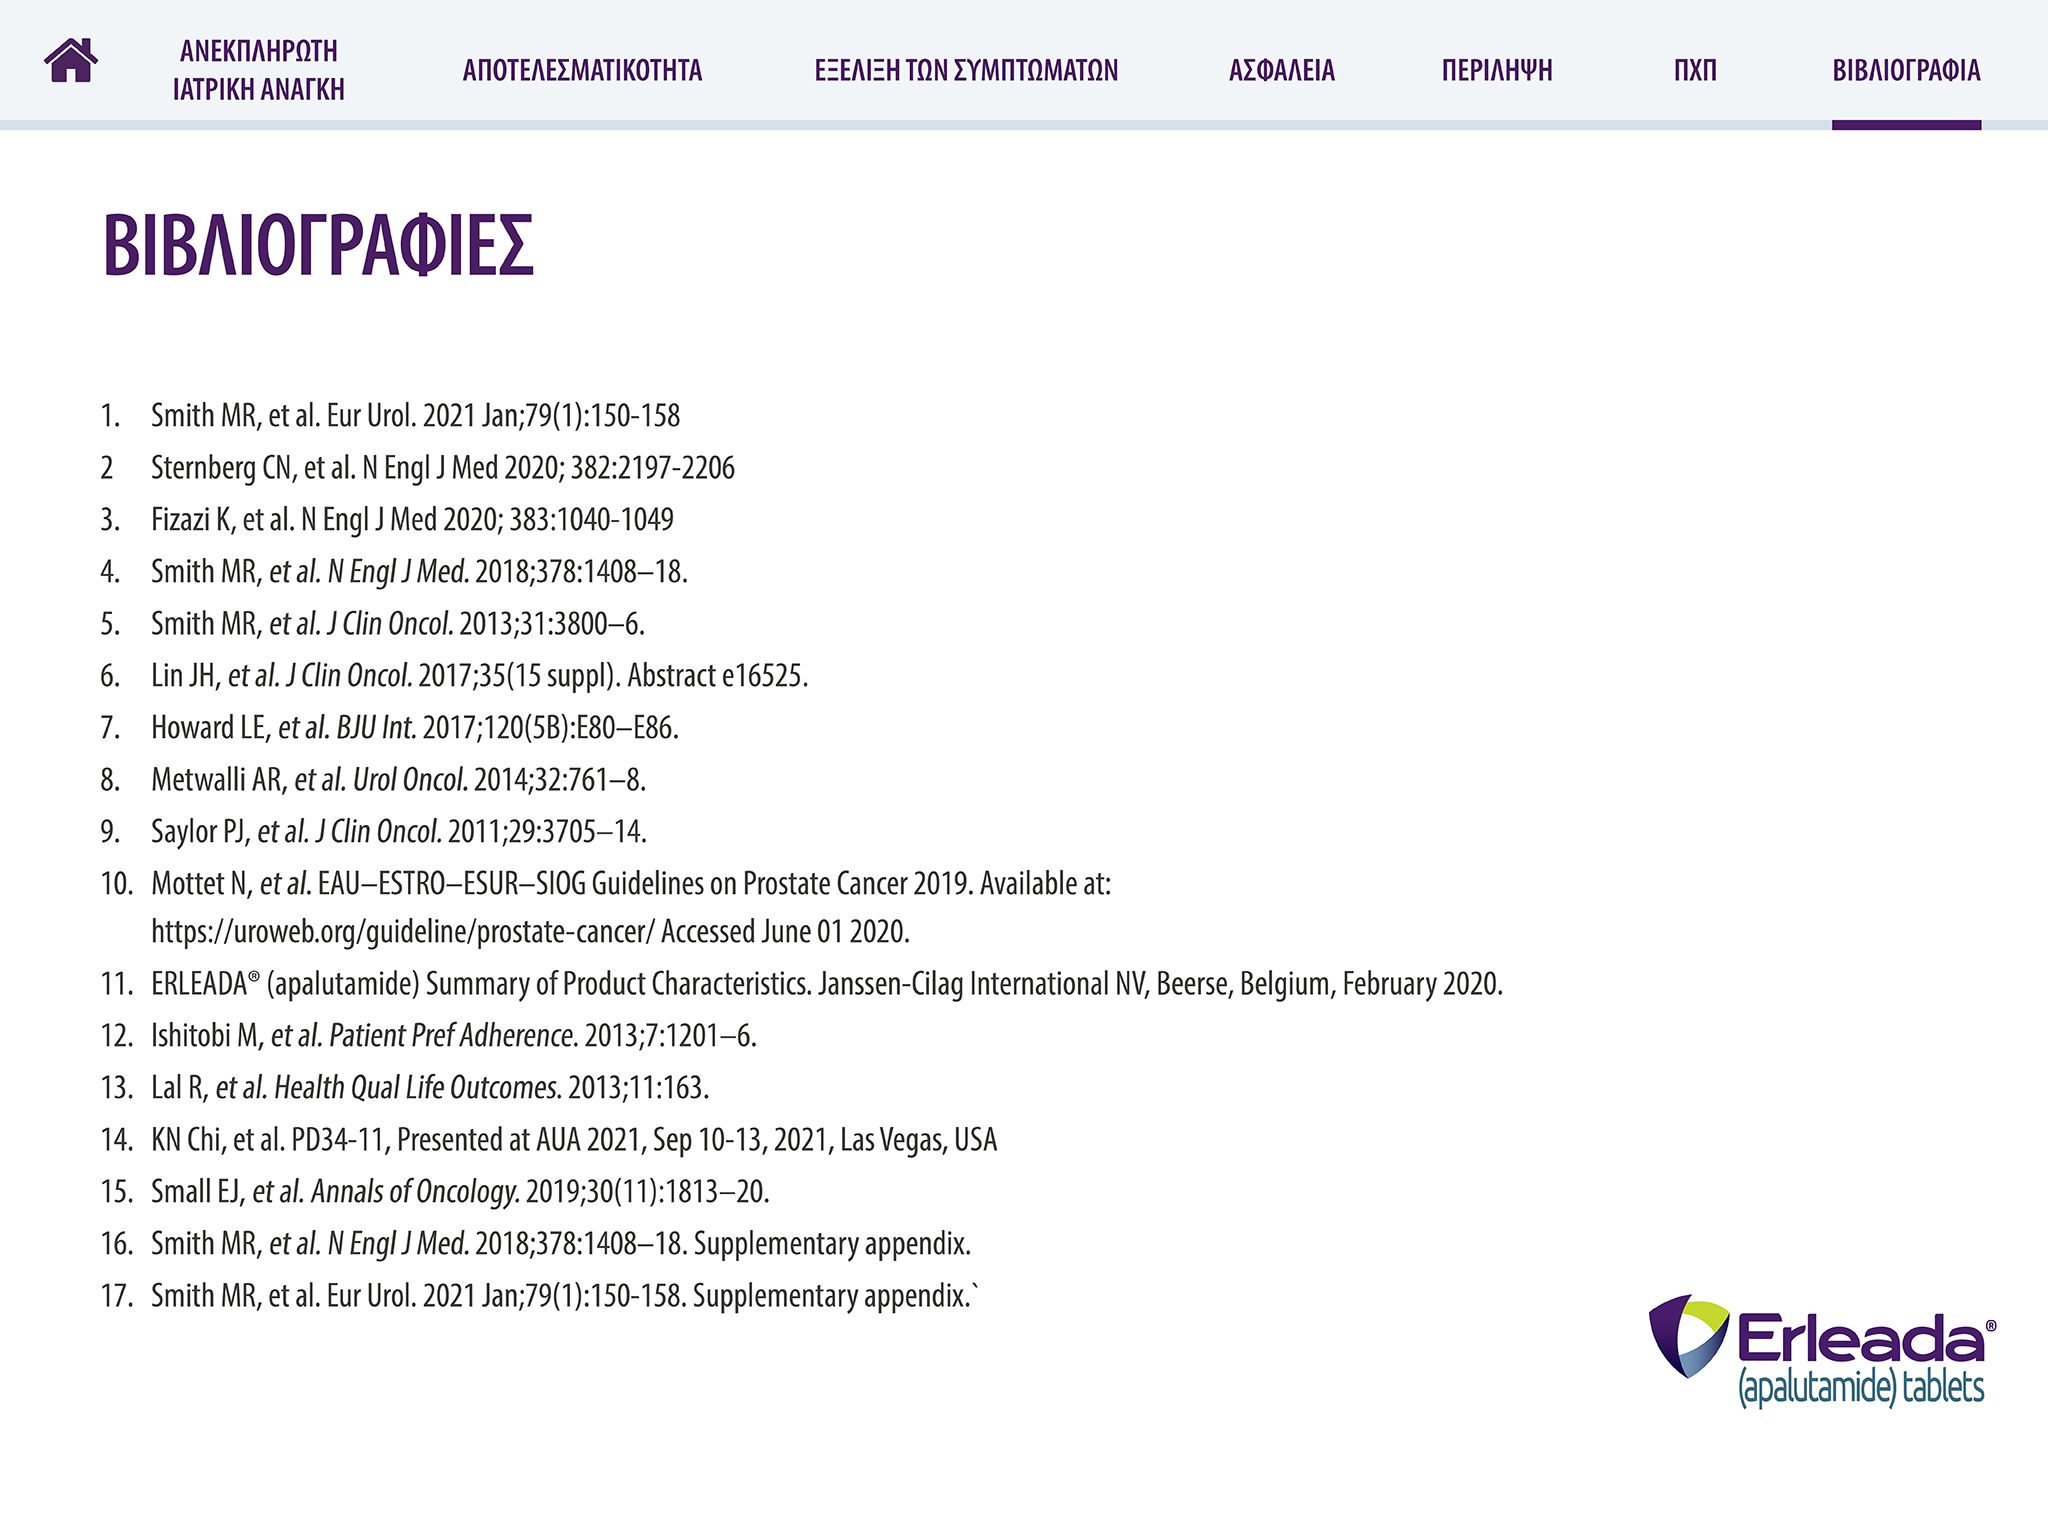 ΑΝΕΚΠΛΗΡΩΤΗ
ΙΑΤΡΙΚΗ ΑΝΑΓΚΗ
ΑΠΟΤΕΛΕΣΜΑΤΙΚΟΤΗΤΑ
ΕΞΕΛΙΞΗ ΤΩΝ ΣΥΜΠΤΩΜΑΤΩΝ
ΑΣΦΑΛΕΙΑ
ΠΕΡΙΛΗΨΗ
ΠΧΠ
ΒΙΒΛΙΟΓΡΑΦΙΑ
ΒΙΒΛΙΟΓΡΑΦΙΕΣ
1. Smith MR, et al. Eur Urol. 2021 Jan;79(1):150-158
2 Sternberg CN, et al. N Engl J Med 2020; 382:2197-2206
3. Fizazi K, et al. N Engl J Med 2020; 383:1040-1049
4. Smith MR, et al. N Engl J Med. 2018;378:1408–18.
5. Smith MR, et al. J Clin Oncol. 2013;31:3800–6.
6. Lin JH, et al. J Clin Oncol. 2017;35(15 suppl). Abstract e16525.
7. Howard LE, et al. BJU Int. 2017;120(5B):E80–E86.
8. Metwalli AR, et al. Urol Oncol. 2014;32:761–8.
9. Saylor PJ, et al. J Clin Oncol. 2011;29:3705–14.
10. Mottet N, et al. EAU–ESTRO–ESUR–SIOG Guidelines on Prostate Cancer 2019. Available at:
https://uroweb.org/guideline/prostate-cancer/ Accessed June 01 2020.
11. ERLEADA® (apalutamide) Summary of Product Characteristics. Janssen-Cilag International NV, Beerse, Belgium, February 2020.
12. Ishitobi M, et al. Patient Pref Adherence. 2013;7:1201–6.
13. Lal R, et al. Health Qual Life Outcomes. 2013;11:163.
14. KN Chi, et al. PD34-11, Presented at AUA 2021, Sep 10-13, 2021, Las Vegas, USA
15. Small EJ, et al. Annals of Oncology. 2019;30(11):1813–20.
16. Smith MR, et al. N Engl J Med. 2018;378:1408–18. Supplementary appendix.
17. Smith MR, et al. Eur Urol. 2021 Jan;79(1):150-158. Supplementary appendix.`
Erleada®
(apalutamide) tablets